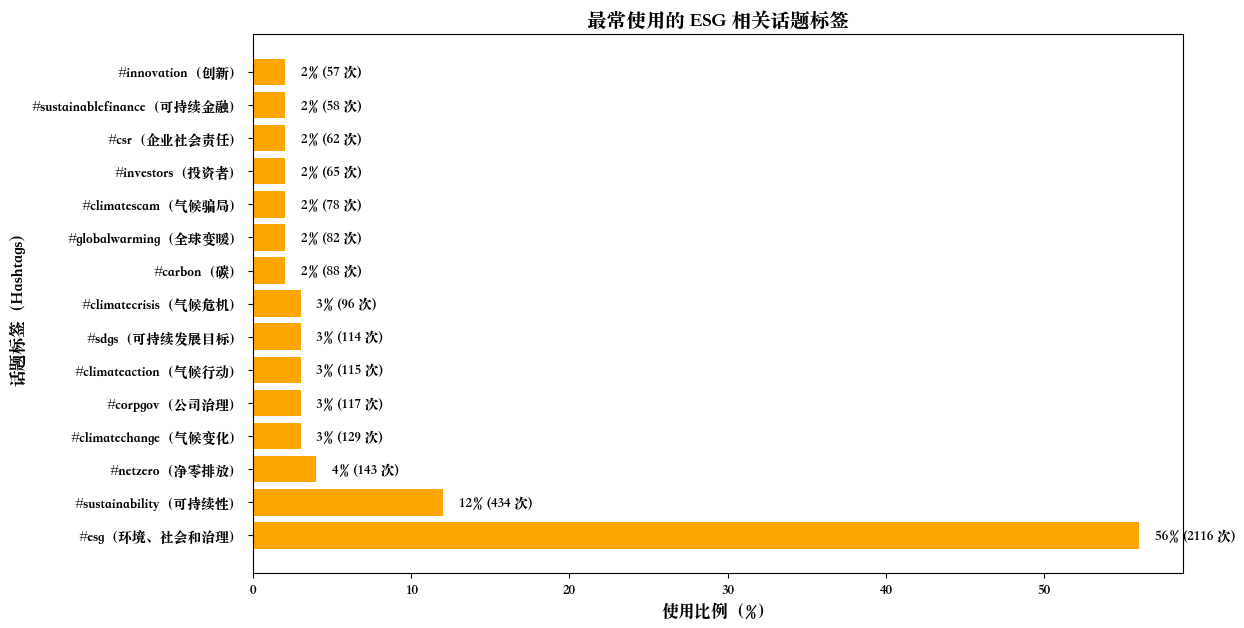 最常使用的 ESG 相关话题标签
#innovation（创新） 2% (57 次)
#sustainablefinance（可持续金融） 2% (58 次)
#csr（企业社会责任） 2% (62 次)
#investors（投资者） 2% (65 次)
#climatescam（气候骗局） 2% (78 次)
#globalwarming（全球变暖） 2% (82 次)
#carbon（碳） 2% (88 次)
#climatecrisis（气候危机） 3% (96 次)
#sdgs（可持续发展目标） 3% (114 次)
#climateaction（气候行动） 3% (115 次)
#corpgov（公司治理） 3% (117 次)
#climatechange（气候变化） 3% (129 次)
#netzero（净零排放） 4% (143 次)
#sustainability（可持续性） 12% (434 次)
#esg（环境、社会和治理） 56% (2116 次)
话题标签（Hashtags）
0 10 20 30 40 50
使用比例（%）